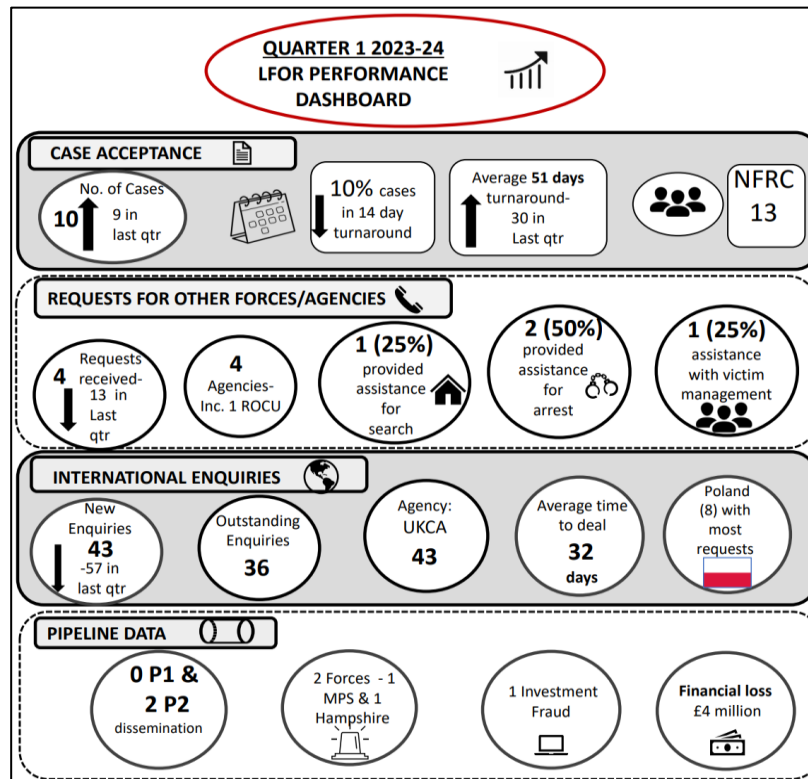 QUARTER 1 2023-24
LFOR PERFORMANCE
DASHBOARD
CASE ACCEPTANCE
No. of Cases
10
9 in
last qtr
10% cases
in 14 day
turnaround
Average 51 days
turnaround-
30 in
Last qtr
NFRC
13
REQUESTS FOR OTHER FORCES/AGENCIES
4
Requests
received-
13 in
Last
qtr
4
Agencies-
Inc. 1 ROCU
1 (25%)
provided
assistance
for
search
2 (50%)
provided
assistance
for
arrest
1 (25%)
assistance
with victim
management
INTERNATIONAL ENQUIRIES
New
Enquiries
43
-57 in
last qtr
Outstanding
Enquiries
36
Agency:
UKCA
43
Average time
to deal
32
days
Poland
(8) with
most
requests
PIPELINE DATA
0 P1 &
2 P2
dissemination
2 Forces - 1
MPS & 1
Hampshire
1 Investment
Fraud
Financial loss
£4 million